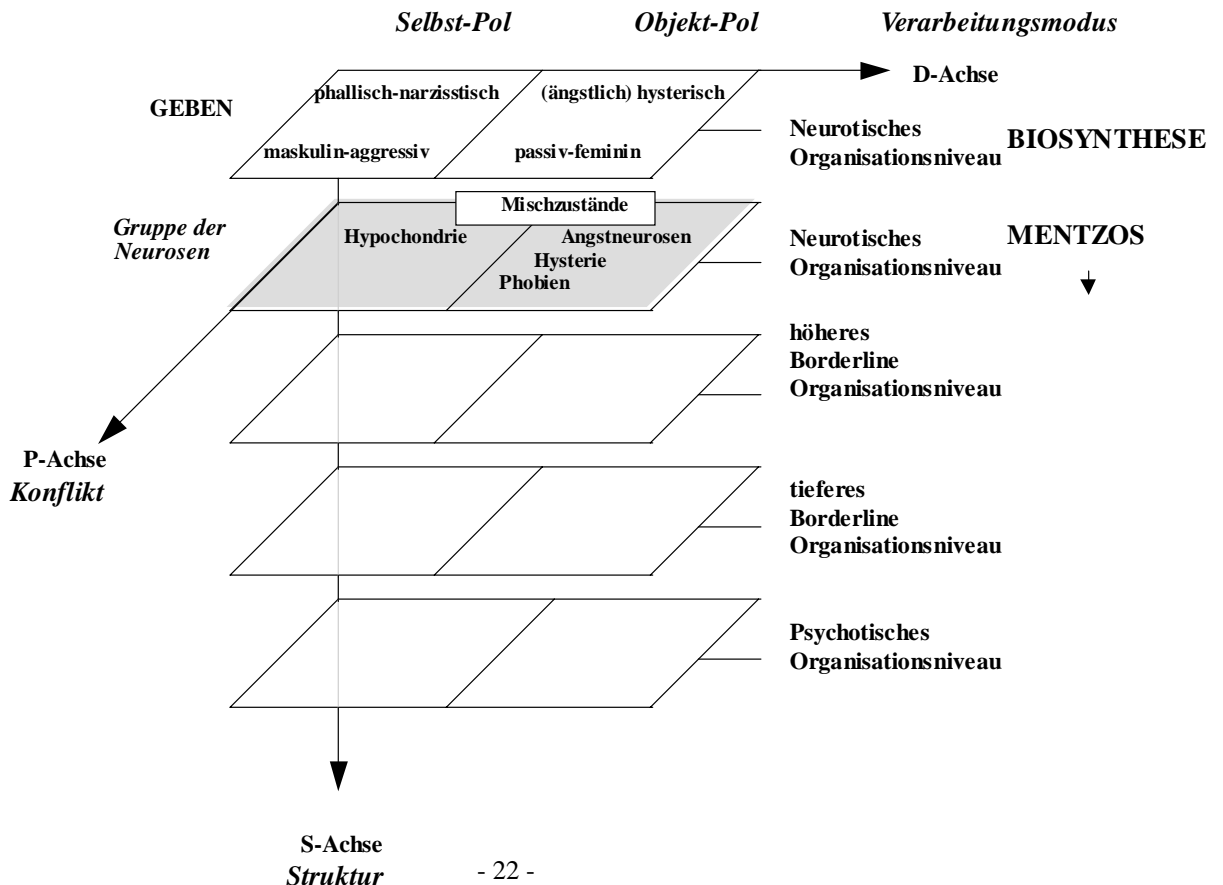 Selbst-Pol Objekt-Pol Verarbeitungsmodus
D-Achse
GEBEN
phallisch-narzisstisch (ängstlich) hysterisch
maskulin-aggressiv passiv-feminin
Neurotisches
Organisationsniveau
BIOSYNTHESE
Gruppe der
Neurosen
Mischzustände
Hypochondrie Angstneurosen
Hysterie
Phobien
Neurotisches
Organisationsniveau
MENTZOS
höheres
Borderline
Organisationsniveau
P-Achse
Konflikt
tieferes
Borderline
Organisationsniveau
Psychotisches
Organisationsniveau
S-Achse
Struktur
- 22 -